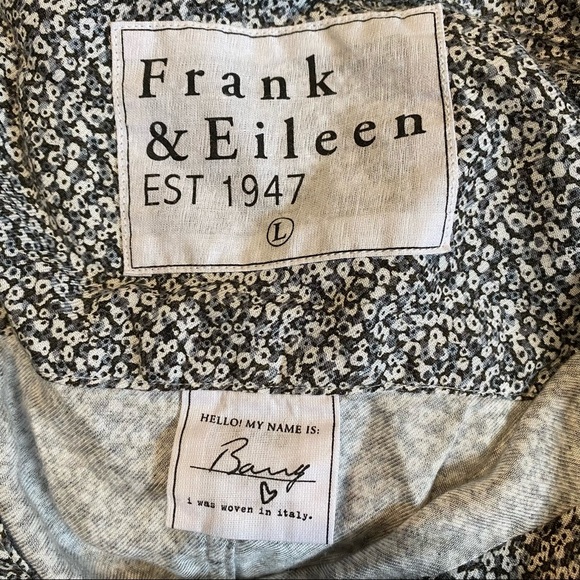 Frank
& Eileen
EST 1947
L
HELLO! MY NAME IS:
Barry
i was woven in italy.